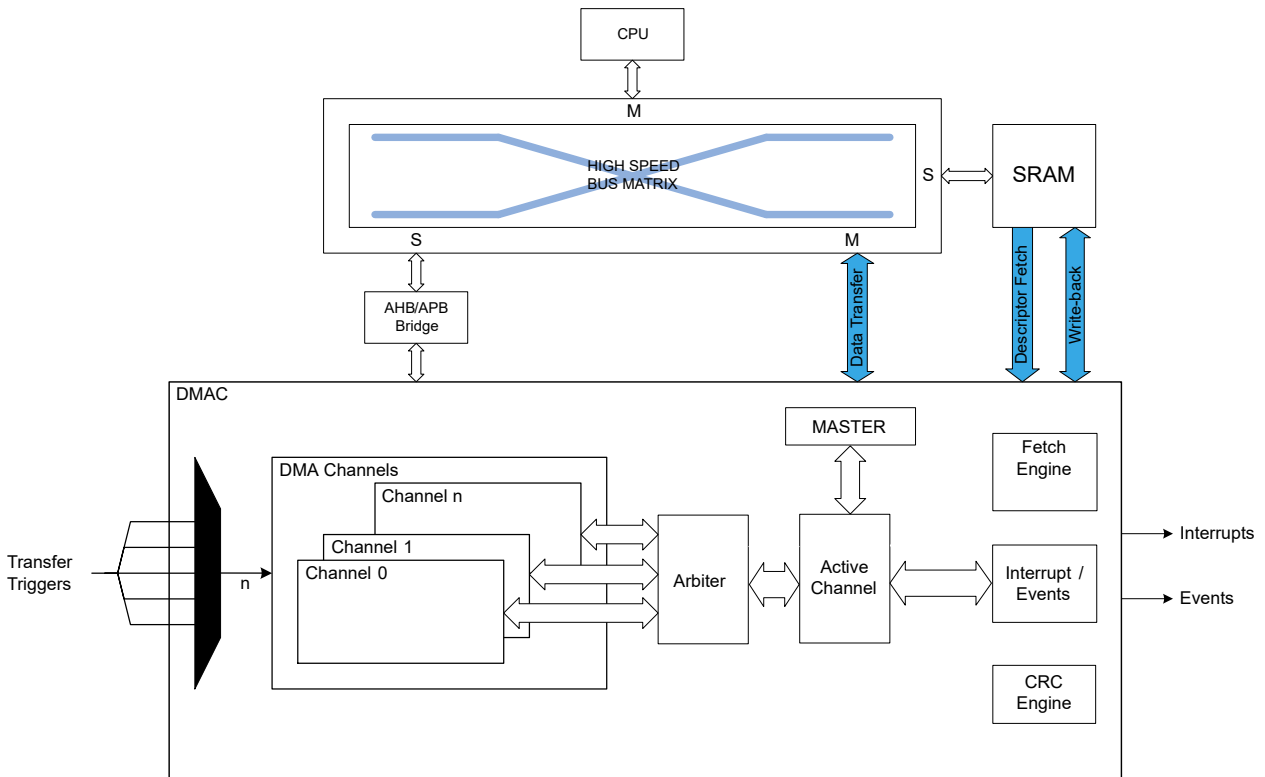 CPU
M
HIGH SPEED
BUS MATRIX
S
SRAM
S
M
AHB/APB
Bridge
Data Transfer
Descriptor Fetch
Write-back
DMAC
MASTER
Fetch
Engine
DMA Channels
Channel n
Channel 1
Channel 0
Transfer
Triggers
n
Arbiter
Active
Channel
Interrupt /
Events
Interrupts
Events
CRC
Engine